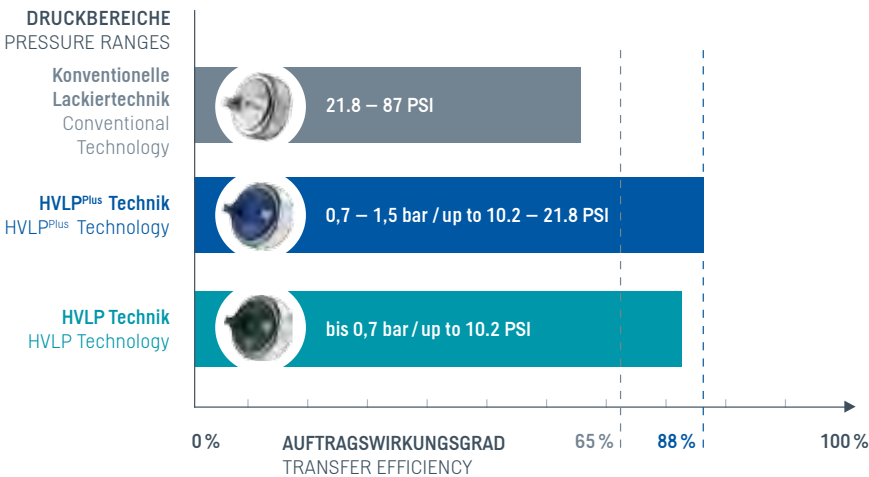 DRUCKBEREICHE
PRESSURE RANGES
Konventionelle
Lackiertechnik
Conventional
Technology
21.8 – 87 PSI
HVLPPlus Technik
HVLPPlus Technology
0,7 – 1,5 bar / up to 10.2 – 21.8 PSI
HVLP Technik
HVLP Technology
bis 0,7 bar / up to 10.2 PSI
0 %
AUFTRAGSWIRKUNGSGRAD
TRANSFER EFFICIENCY
65 %
88 %
100 %